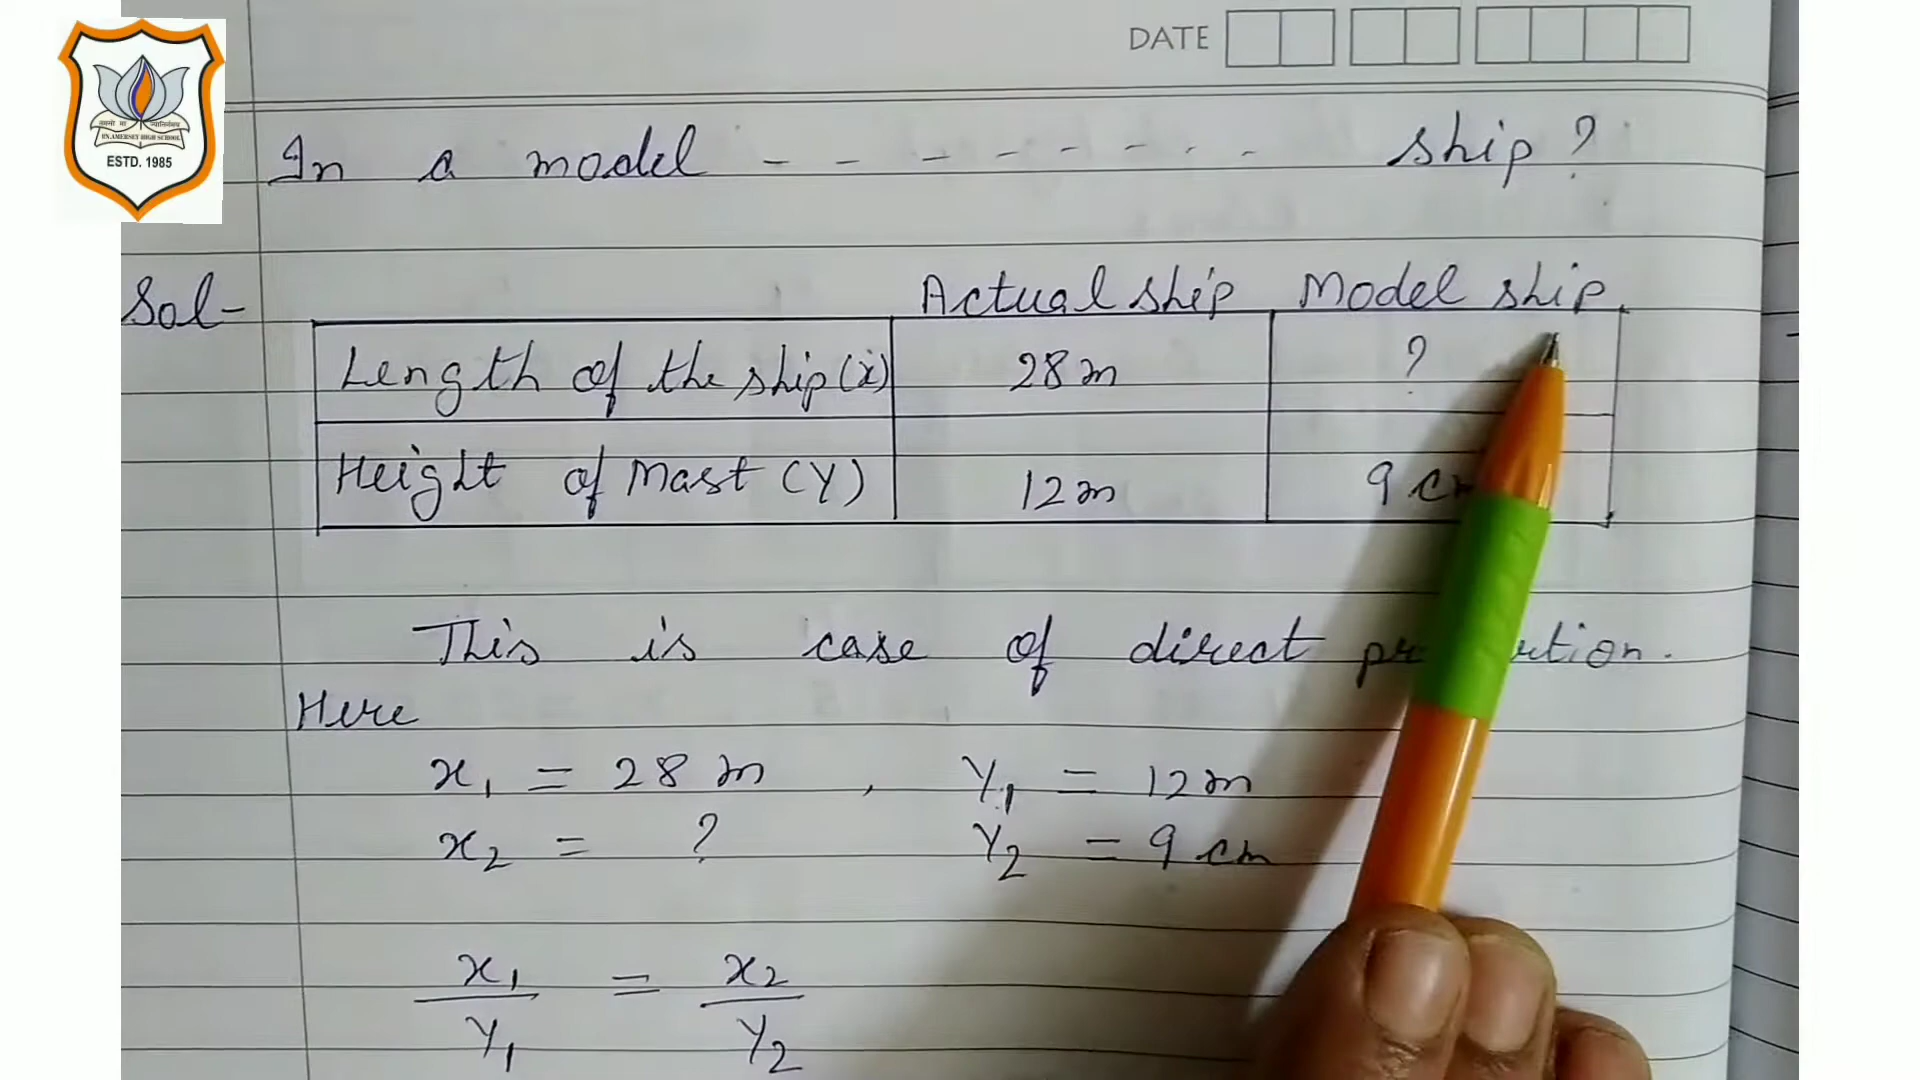 DATE
ESTD. 1985
In a model - - - - - - - - - ship?
Sol-
Actual ship Model ship
Length of the ship (x) 28 m ?
Height of Mast (Y) 12 m 9
This is case of direct
Here
x₁ = 28 m , Y₁ = 12 m
x₂ = ? Y₂ = 9 cm
x₁/Y₁ = x₂/Y₂